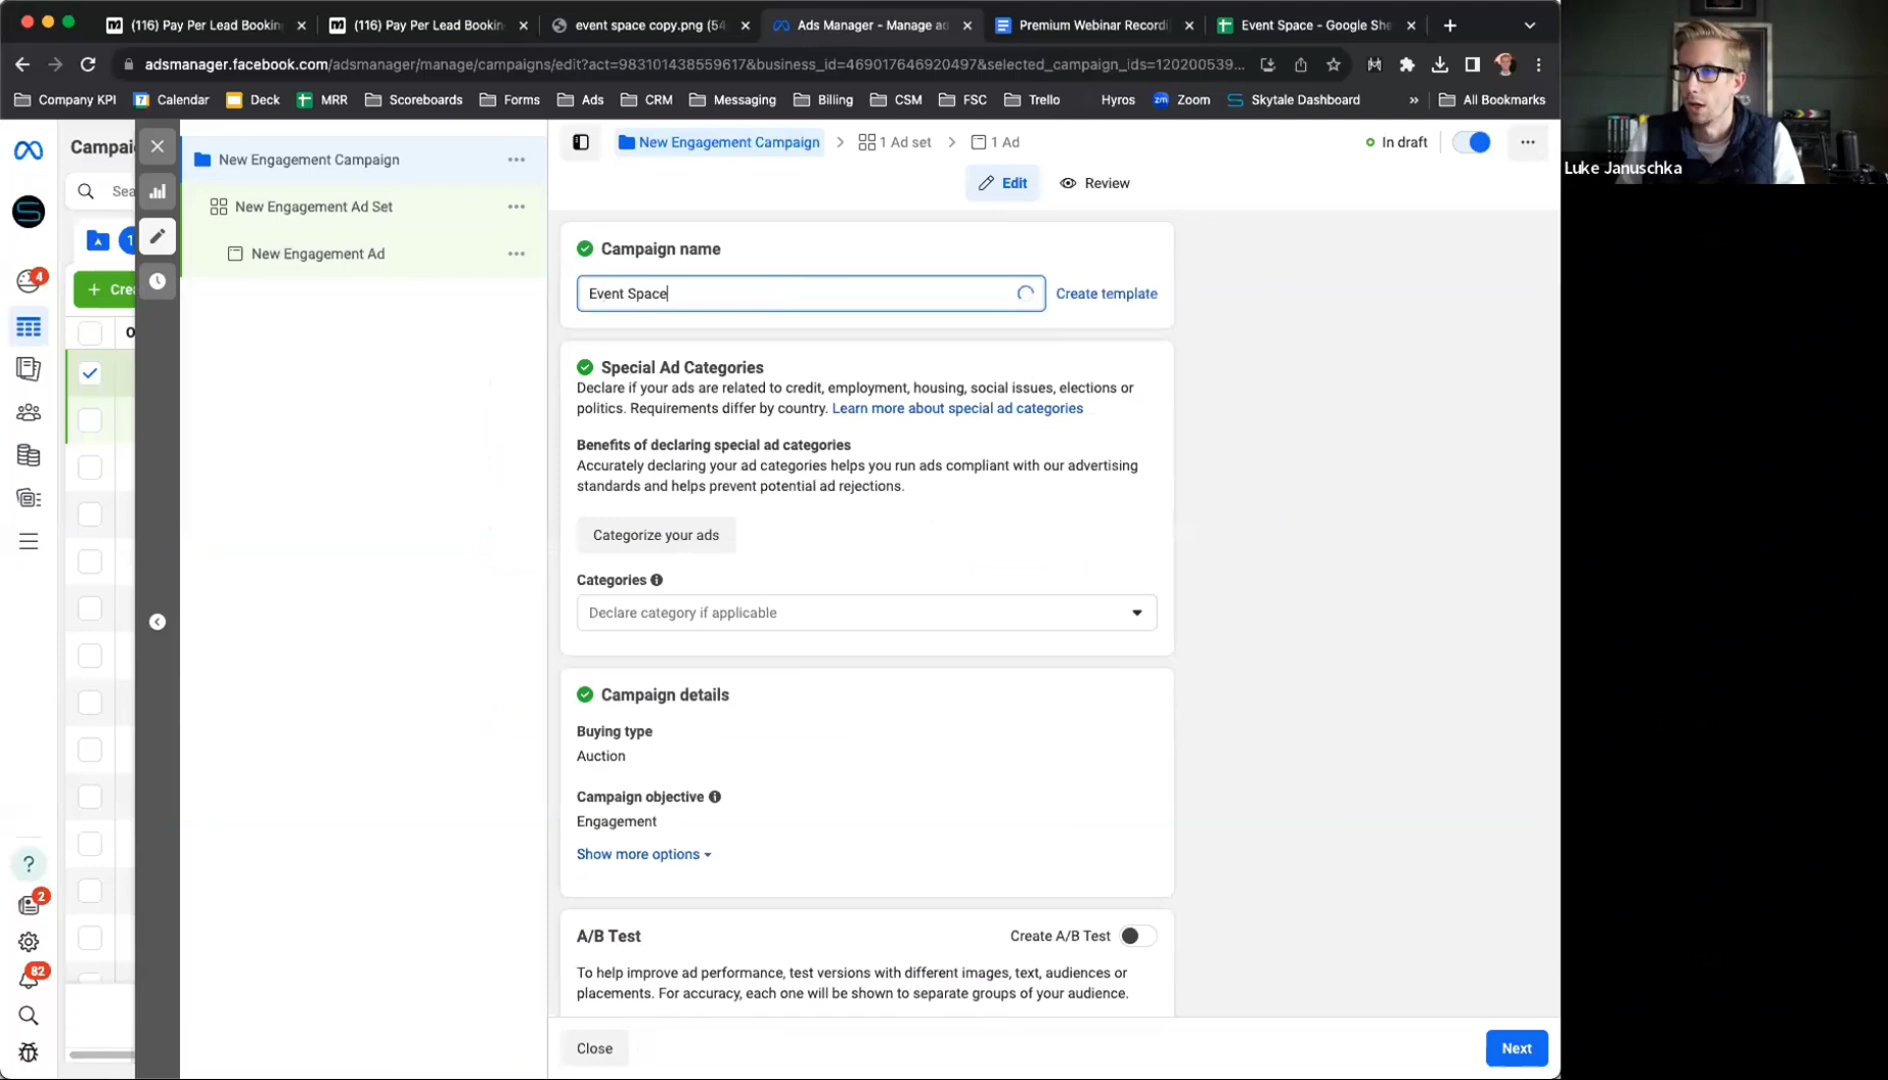 (116) Pay Per Lead Bookin
(116) Pay Per Lead Bookin
event space copy.png (54
Ads Manager - Manage ad
Premium Webinar Recordi
Event Space - Google She
adsmanager.facebook.com/adsmanager/manage/campaigns/edit?act=983101438559617&business_id=469017646920497&selected_campaign_ids=120200539...
Company KPI
7 Calendar
Deck
MRR
Scoreboards
Forms
Ads
CRM
Messaging
Billing
CSM
FSC
Trello
Hyros
zm Zoom
Skytale Dashboard
»
All Bookmarks
Luke Januschka
Campai
Sea
1
+ Crea
O
4
2
82
?
New Engagement Campaign
New Engagement Ad Set
New Engagement Ad
New Engagement Campaign
1 Ad set
1 Ad
In draft
Edit
Review
Campaign name
Event Space
Create template
Special Ad Categories
Declare if your ads are related to credit, employment, housing, social issues, elections or
politics. Requirements differ by country. Learn more about special ad categories
Benefits of declaring special ad categories
Accurately declaring your ad categories helps you run ads compliant with our advertising
standards and helps prevent potential ad rejections.
Categorize your ads
Categories
Declare category if applicable
Campaign details
Buying type
Auction
Campaign objective
Engagement
Show more options
A/B Test
Create A/B Test
To help improve ad performance, test versions with different images, text, audiences or
placements. For accuracy, each one will be shown to separate groups of your audience.
Close
Next